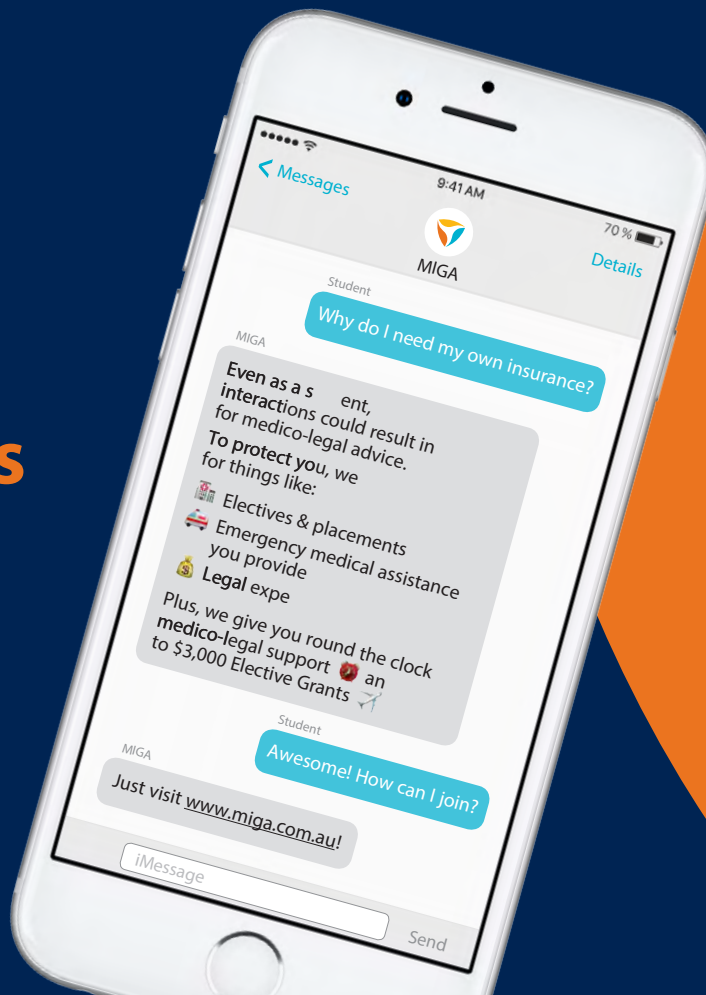 s
9:41 AM
70 %
Messages
MIGA
Details
Student
Why do I need my own insurance?
MIGA
Even as a s ent,
interactions could result in
for medico-legal advice.
To protect you, we
for things like:
Electives & placements
Emergency medical assistance
you provide
Legal expe
Plus, we give you round the clock
medico-legal support an
to $3,000 Elective Grants
Student
Awesome! How can I join?
MIGA
Just visit www.miga.com.au!
iMessage
Send